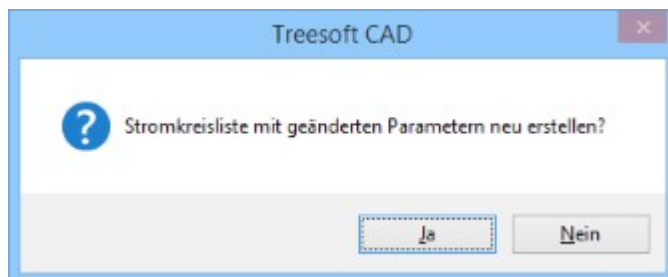 Treesoft CAD
Stromkreisliste mit geänderten Parametern neu erstellen?
Ja
Nein